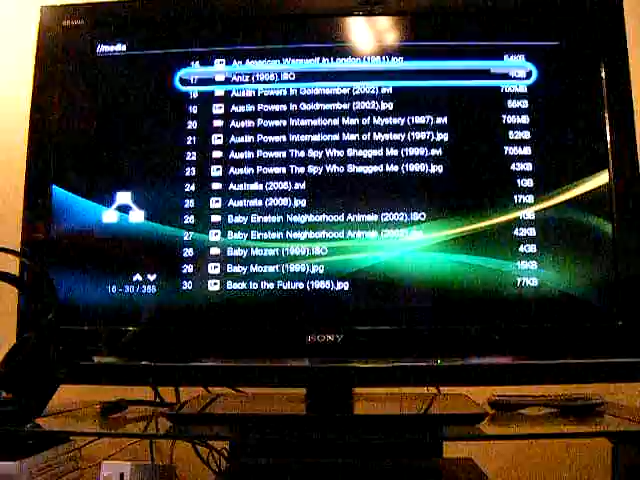 BRAVIA
//media
16 An American Werewolf in London (1981).jpg 64KB
17 Antz (1998).ISO 4GB
18 Austin Powers in Goldmember (2002).avi 700MB
19 Austin Powers in Goldmember (2002).jpg 55KB
20 Austin Powers International Man of Mystery (1997).avi 705MB
21 Austin Powers International Man of Mystery (1997).jpg 52KB
22 Austin Powers The Spy Who Shagged Me (1999).avi 705MB
23 Austin Powers The Spy Who Shagged Me (1999).jpg 43KB
24 Australia (2008).avi 1GB
25 Australia (2008).jpg 17KB
26 Baby Einstein Neighborhood Animals (2002).ISO 1GB
27 Baby Einstein Neighborhood Animals (2002).jpg 42KB
28 Baby Mozart (1999).ISO 4GB
29 Baby Mozart (1999).jpg 15KB
30 Back to the Future (1985).jpg 77KB
16 - 30 / 355
SONY